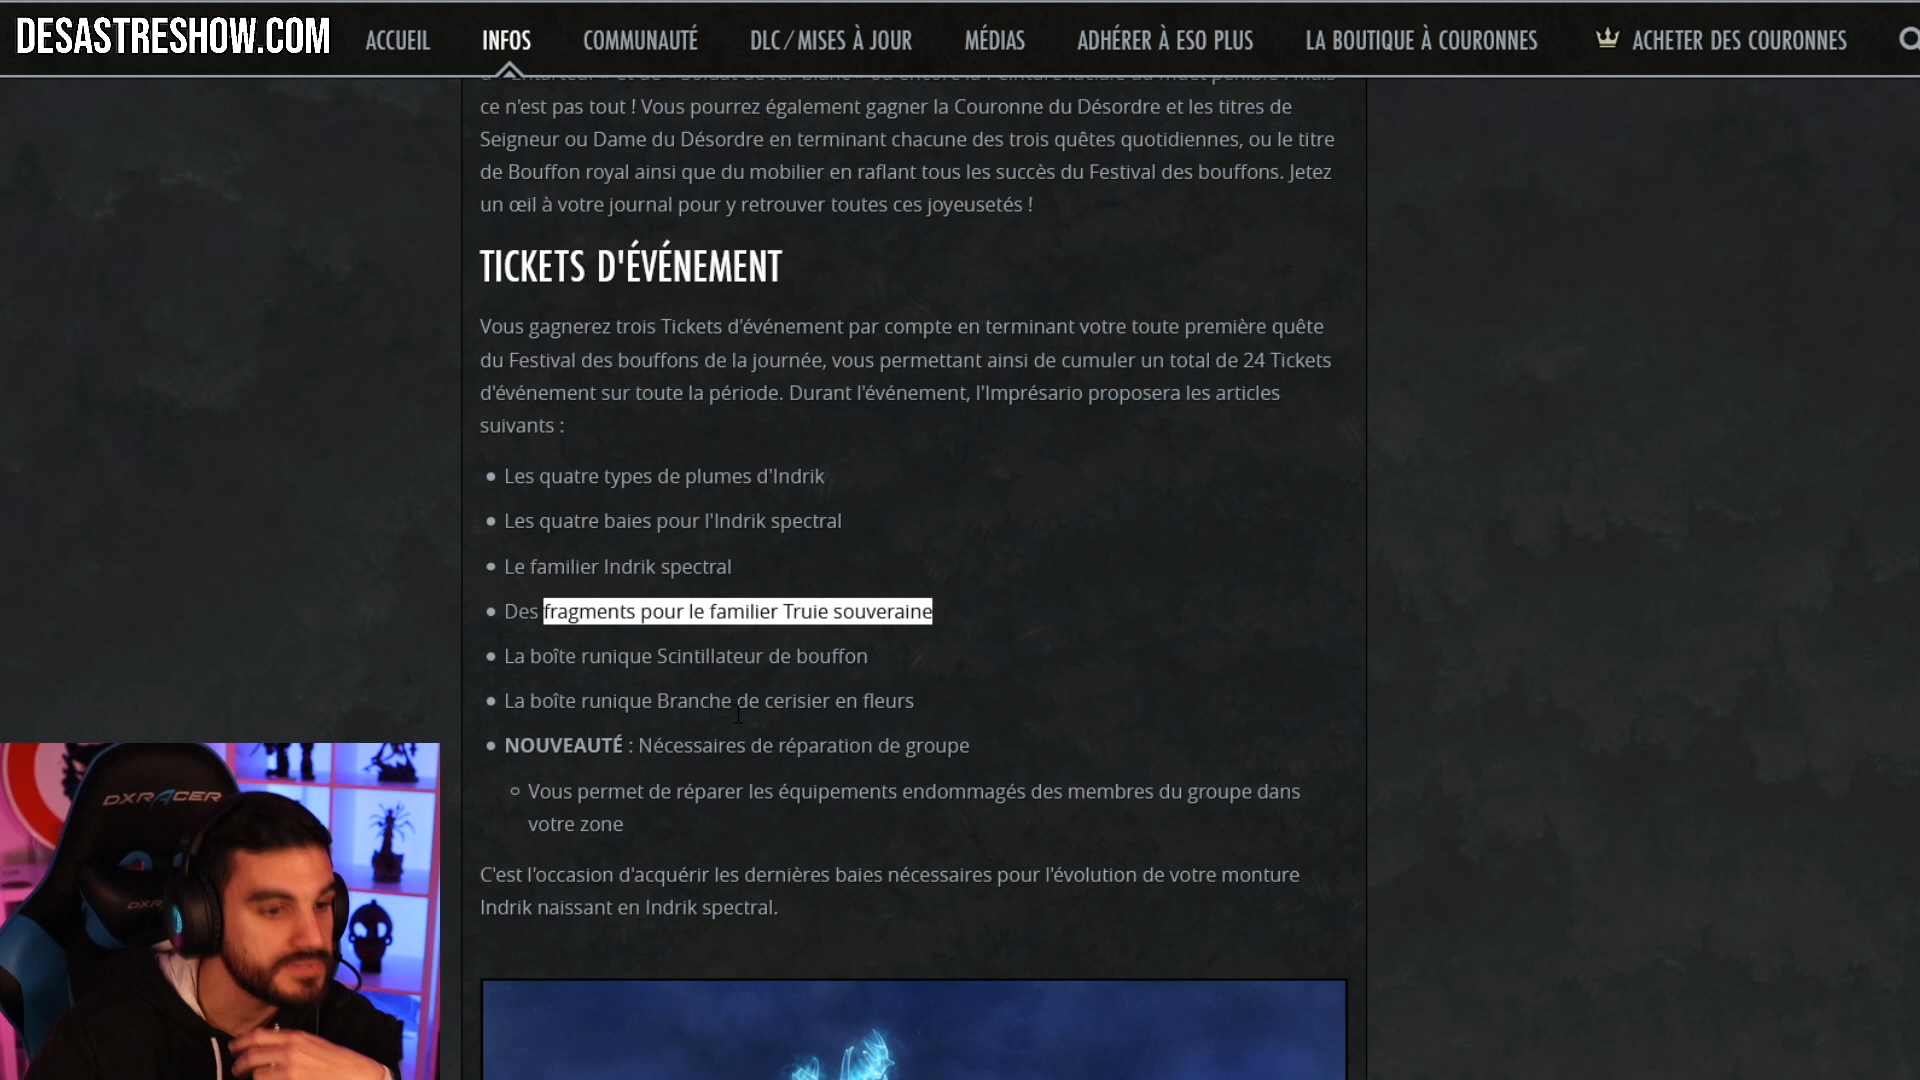 DESASTRESHOW.COM
ACCUEIL
INFOS
COMMUNAUTÉ
DLC / MISES À JOUR
MÉDIAS
ADHÉRER À ESO PLUS
LA BOUTIQUE À COURONNES
ACHETER DES COURONNES
ce n'est pas tout ! Vous pourrez également gagner la Couronne du Désordre et les titres de
Seigneur ou Dame du Désordre en terminant chacune des trois quêtes quotidiennes, ou le titre
de Bouffon royal ainsi que du mobilier en raflant tous les succès du Festival des bouffons. Jetez
un œil à votre journal pour y retrouver toutes ces joyeusetés !
TICKETS D'ÉVÉNEMENT
Vous gagnerez trois Tickets d'événement par compte en terminant votre toute première quête
du Festival des bouffons de la journée, vous permettant ainsi de cumuler un total de 24 Tickets
d'événement sur toute la période. Durant l'événement, l'Imprésario proposera les articles
suivants :
Les quatre types de plumes d'Indrik
Les quatre baies pour l'Indrik spectral
Le familier Indrik spectral
Des fragments pour le familier Truie souveraine
La boîte runique Scintillateur de bouffon
La boîte runique Branche de cerisier en fleurs
NOUVEAUTÉ : Nécessaires de réparation de groupe
Vous permet de réparer les équipements endommagés des membres du groupe dans
votre zone
C'est l'occasion d'acquérir les dernières baies nécessaires pour l'évolution de votre monture
Indrik naissant en Indrik spectral.
DXRACER